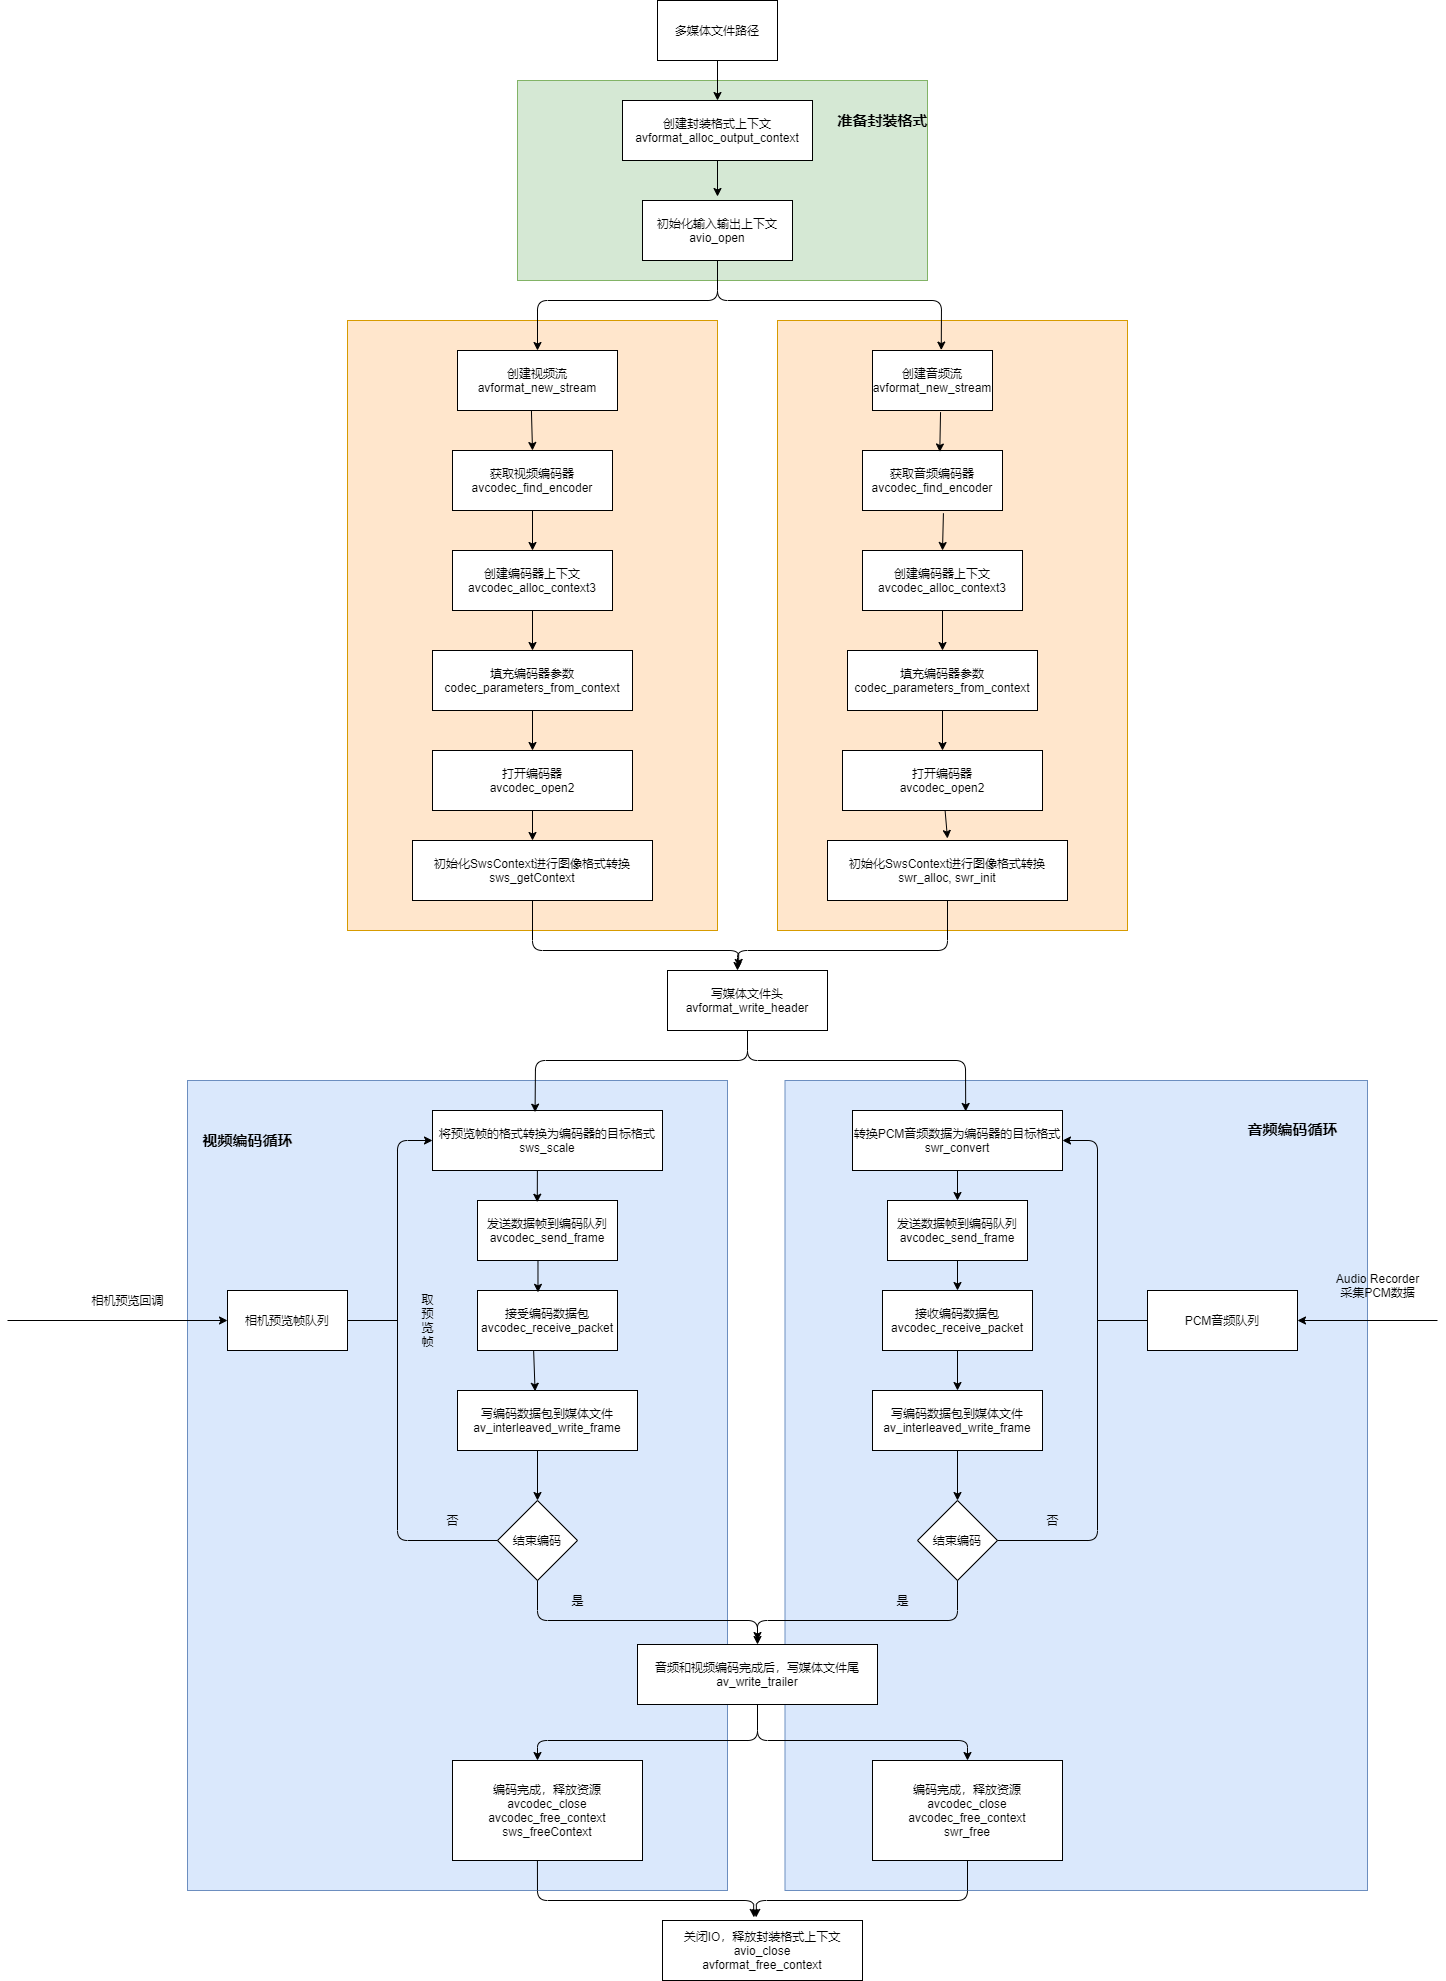 多媒体文件路径
准备封装格式
创建封装格式上下文
avformat_alloc_output_context
初始化输入输出上下文
avio_open
创建视频流
avformat_new_stream
获取视频编码器
avcodec_find_encoder
创建编码器上下文
avcodec_alloc_context3
填充编码器参数
codec_parameters_from_context
打开编码器
avcodec_open2
初始化SwsContext进行图像格式转换
sws_getContext
创建音频流
avformat_new_stream
获取音频编码器
avcodec_find_encoder
创建编码器上下文
avcodec_alloc_context3
填充编码器参数
codec_parameters_from_context
打开编码器
avcodec_open2
初始化SwsContext进行图像格式转换
swr_alloc, swr_init
写媒体文件头
avformat_write_header
视频编码循环
将预览帧的格式转换为编码器的目标格式
sws_scale
发送数据帧到编码队列
avcodec_send_frame
相机预览回调
相机预览帧队列
取
预
览
帧
接受编码数据包
avcodec_receive_packet
写编码数据包到媒体文件
av_interleaved_write_frame
否
结束编码
是
音频编码循环
转换PCM音频数据为编码器的目标格式
swr_convert
发送数据帧到编码队列
avcodec_send_frame
接收编码数据包
avcodec_receive_packet
PCM音频队列
Audio Recorder
采集PCM数据
写编码数据包到媒体文件
av_interleaved_write_frame
结束编码
否
是
音频和视频编码完成后，写媒体文件尾
av_write_trailer
编码完成，释放资源
avcodec_close
avcodec_free_context
sws_freeContext
编码完成，释放资源
avcodec_close
avcodec_free_context
swr_free
关闭IO，释放封装格式上下文
avio_close
avformat_free_context